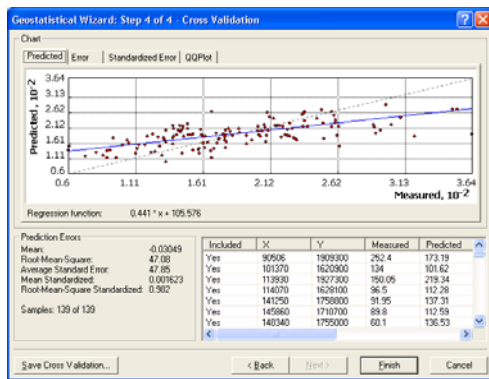 Geostatistical Wizard: Step 4 of 4 - Cross Validation
Chart
Predicted Error Standardized Error QQPlot
Predicted, 10⁻²
3.64
3.13
2.62
2.12
1.61
1.11
0.6
0.6 1.11 1.61 2.12 2.62 3.13 3.64
Measured, 10⁻²
Regression function: 0.441 * x + 105.576
Prediction Errors
Mean: -0.03049
Root-Mean-Square: 47.08
Average Standard Error: 47.85
Mean Standardized: 0.001623
Root-Mean-Square Standardized: 0.982
Samples: 139 of 139
Included X Y Measured Predicted
Yes 90506 1909300 252.4 173.19
Yes 101370 1620900 134 101.62
Yes 113930 1927300 150.05 219.34
Yes 114070 1628100 96.5 112.28
Yes 141250 1758800 91.95 137.31
Yes 145860 1710700 89.8 112.59
Yes 148340 1755000 60.1 136.53
Save Cross Validation... < Back Next > Finish Cancel